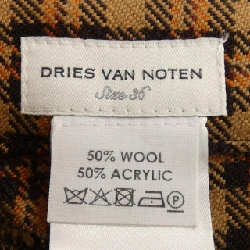 DRIES VAN NOTEN
Size 36
50% WOOL
50% ACRYLIC